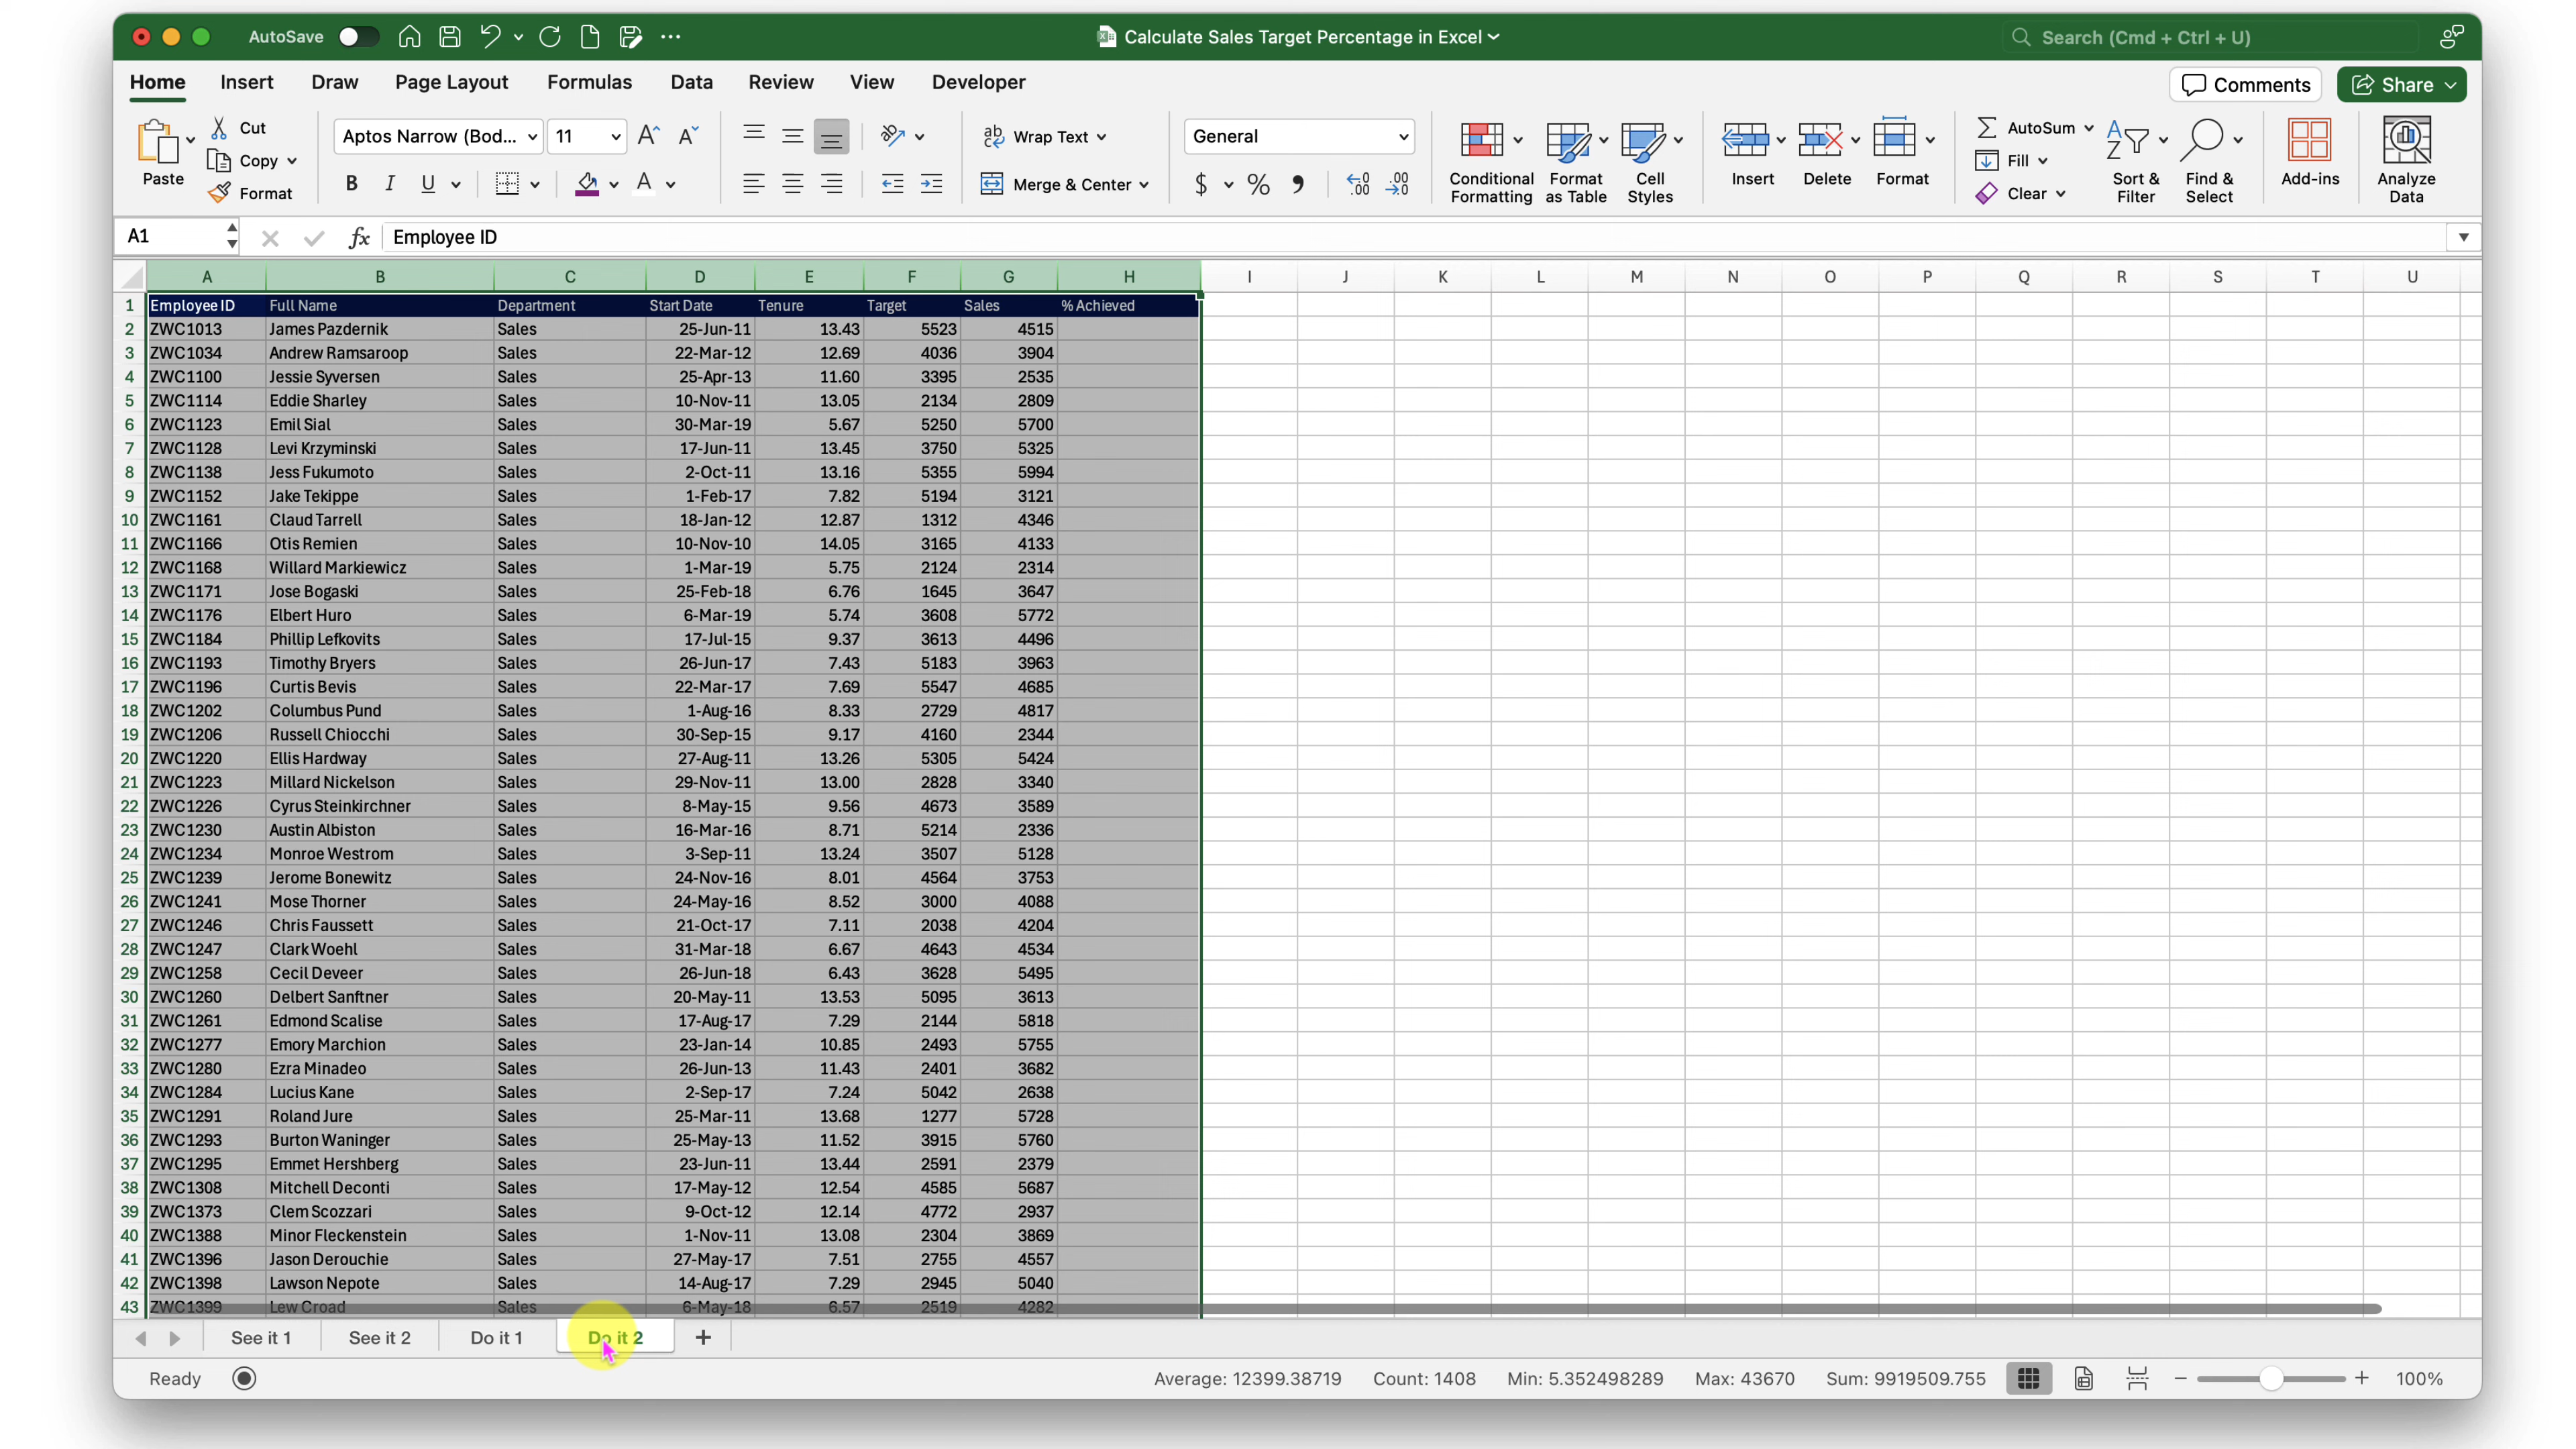 AutoSave
Calculate Sales Target Percentage in Excel
Search (Cmd + Ctrl + U)
Home Insert Draw Page Layout Formulas Data Review View Developer
Comments Share
Paste
Cut
Copy
Format
Aptos Narrow (Bod... 11
B I U A
Wrap Text
Merge & Center
General
$ % 9
Conditional Formatting
Format as Table
Cell Styles
Insert
Delete
Format
AutoSum
Fill
Clear
Sort & Filter
Find & Select
Add-ins
Analyze Data
A1 fx Employee ID
A B C D E F G H I J K L M N O P Q R S T U
1 Employee ID Full Name Department Start Date Tenure Target Sales % Achieved
2 ZWC1013 James Pazdernik Sales 25-Jun-11 13.43 5523 4515
3 ZWC1034 Andrew Ramsaroop Sales 22-Mar-12 12.69 4036 3904
4 ZWC1100 Jessie Syversen Sales 25-Apr-13 11.60 3395 2535
5 ZWC1114 Eddie Sharley Sales 10-Nov-11 13.05 2134 2809
6 ZWC1123 Emil Sial Sales 30-Mar-19 5.67 5250 5700
7 ZWC1128 Levi Krzyminski Sales 17-Jun-11 13.45 3750 5325
8 ZWC1138 Jess Fukumoto Sales 2-Oct-11 13.16 5355 5994
9 ZWC1152 Jake Tekippe Sales 1-Feb-17 7.82 5194 3121
10 ZWC1161 Claud Tarrell Sales 18-Jan-12 12.87 1312 4346
11 ZWC1166 Otis Remien Sales 10-Nov-10 14.05 3165 4133
12 ZWC1168 Willard Markiewicz Sales 1-Mar-19 5.75 2124 2314
13 ZWC1171 Jose Bogaski Sales 25-Feb-18 6.76 1645 3647
14 ZWC1176 Elbert Huro Sales 6-Mar-19 5.74 3608 5772
15 ZWC1184 Phillip Lefkovits Sales 17-Jul-15 9.37 3613 4496
16 ZWC1193 Timothy Bryers Sales 26-Jun-17 7.43 5183 3963
17 ZWC1196 Curtis Bevis Sales 22-Mar-17 7.69 5547 4685
18 ZWC1202 Columbus Pund Sales 1-Aug-16 8.33 2729 4817
19 ZWC1206 Russell Chiocchi Sales 30-Sep-15 9.17 4160 2344
20 ZWC1220 Ellis Hardway Sales 27-Aug-11 13.26 5305 5424
21 ZWC1223 Millard Nickelson Sales 29-Nov-11 13.00 2828 3340
22 ZWC1226 Cyrus Steinkirchner Sales 8-May-15 9.56 4673 3589
23 ZWC1230 Austin Albiston Sales 16-Mar-16 8.71 5214 2336
24 ZWC1234 Monroe Westrom Sales 3-Sep-11 13.24 3507 5128
25 ZWC1239 Jerome Bonewitz Sales 24-Nov-16 8.01 4564 3753
26 ZWC1241 Mose Thorner Sales 24-May-16 8.52 3000 4088
27 ZWC1246 Chris Faussett Sales 21-Oct-17 7.11 2038 4204
28 ZWC1247 Clark Woehl Sales 31-Mar-18 6.67 4643 4534
29 ZWC1258 Cecil Deveer Sales 26-Jun-18 6.43 3628 5495
30 ZWC1260 Delbert Sanftner Sales 20-May-11 13.53 5095 3613
31 ZWC1261 Edmond Scalise Sales 17-Aug-17 7.29 2144 5818
32 ZWC1277 Emory Marchion Sales 23-Jan-14 10.85 2493 5755
33 ZWC1280 Ezra Minadeo Sales 26-Jun-13 11.43 2401 3682
34 ZWC1284 Lucius Kane Sales 2-Sep-17 7.24 5042 2638
35 ZWC1291 Roland Jure Sales 25-Mar-11 13.68 1277 5728
36 ZWC1293 Burton Waninger Sales 25-May-13 11.52 3915 5760
37 ZWC1295 Emmet Hershberg Sales 23-Jun-11 13.44 2591 2379
38 ZWC1308 Mitchell Deconti Sales 17-May-12 12.54 4585 5687
39 ZWC1373 Clem Scozzari Sales 9-Oct-12 12.14 4772 2937
40 ZWC1388 Minor Fleckenstein Sales 1-Nov-11 13.08 2304 3869
41 ZWC1396 Jason Derouchie Sales 27-May-17 7.51 2755 4557
42 ZWC1398 Lawson Nepote Sales 14-Aug-17 7.29 2945 5040
43 ZWC1399 Lew Croad Sales 6-May-18 6.57 2519 4282
See it 1 See it 2 Do it 1 Do it 2 +
Ready Average: 12399.38719 Count: 1408 Min: 5.352498289 Max: 43670 Sum: 9919509.755 100%